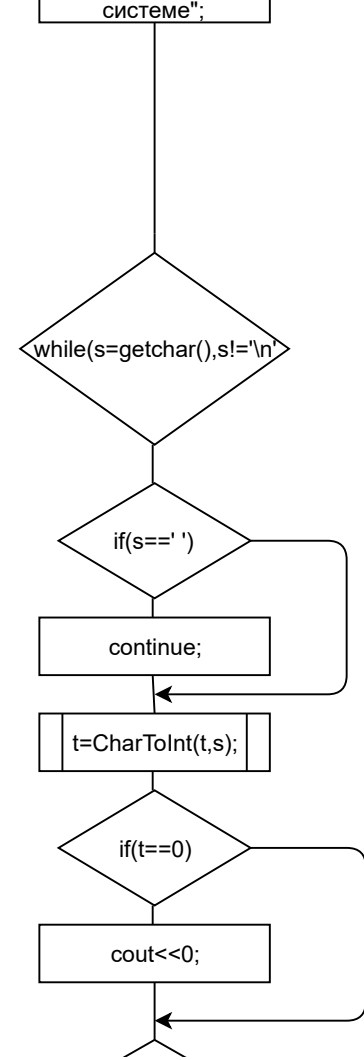 системе";
while(s=getchar(),s!='\n'
if(s==' ')
continue;
t=CharToInt(t,s);
if(t==0)
cout<<0;